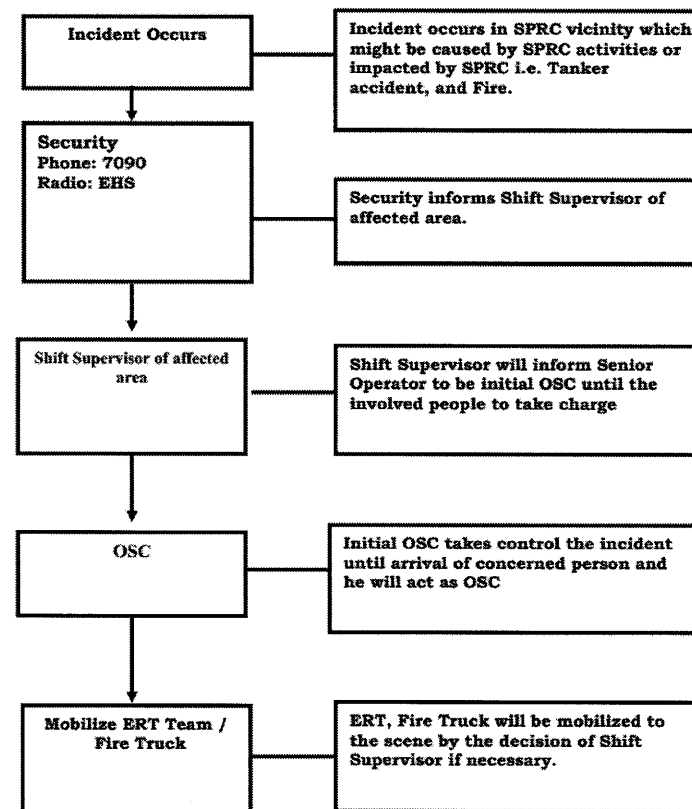 Incident Occurs
Incident occurs in SPRC vicinity which
might be caused by SPRC activities or
impacted by SPRC i.e. Tanker
accident, and Fire.
Security
Phone: 7090
Radio: EHS
Security informs Shift Supervisor of
affected area.
Shift Supervisor of affected
area
Shift Supervisor will inform Senior
Operator to be initial OSC until the
involved people to take charge
OSC
Initial OSC takes control the incident
until arrival of concerned person and
he will act as OSC
Mobilize ERT Team /
Fire Truck
ERT, Fire Truck will be mobilized to
the scene by the decision of Shift
Supervisor if necessary.